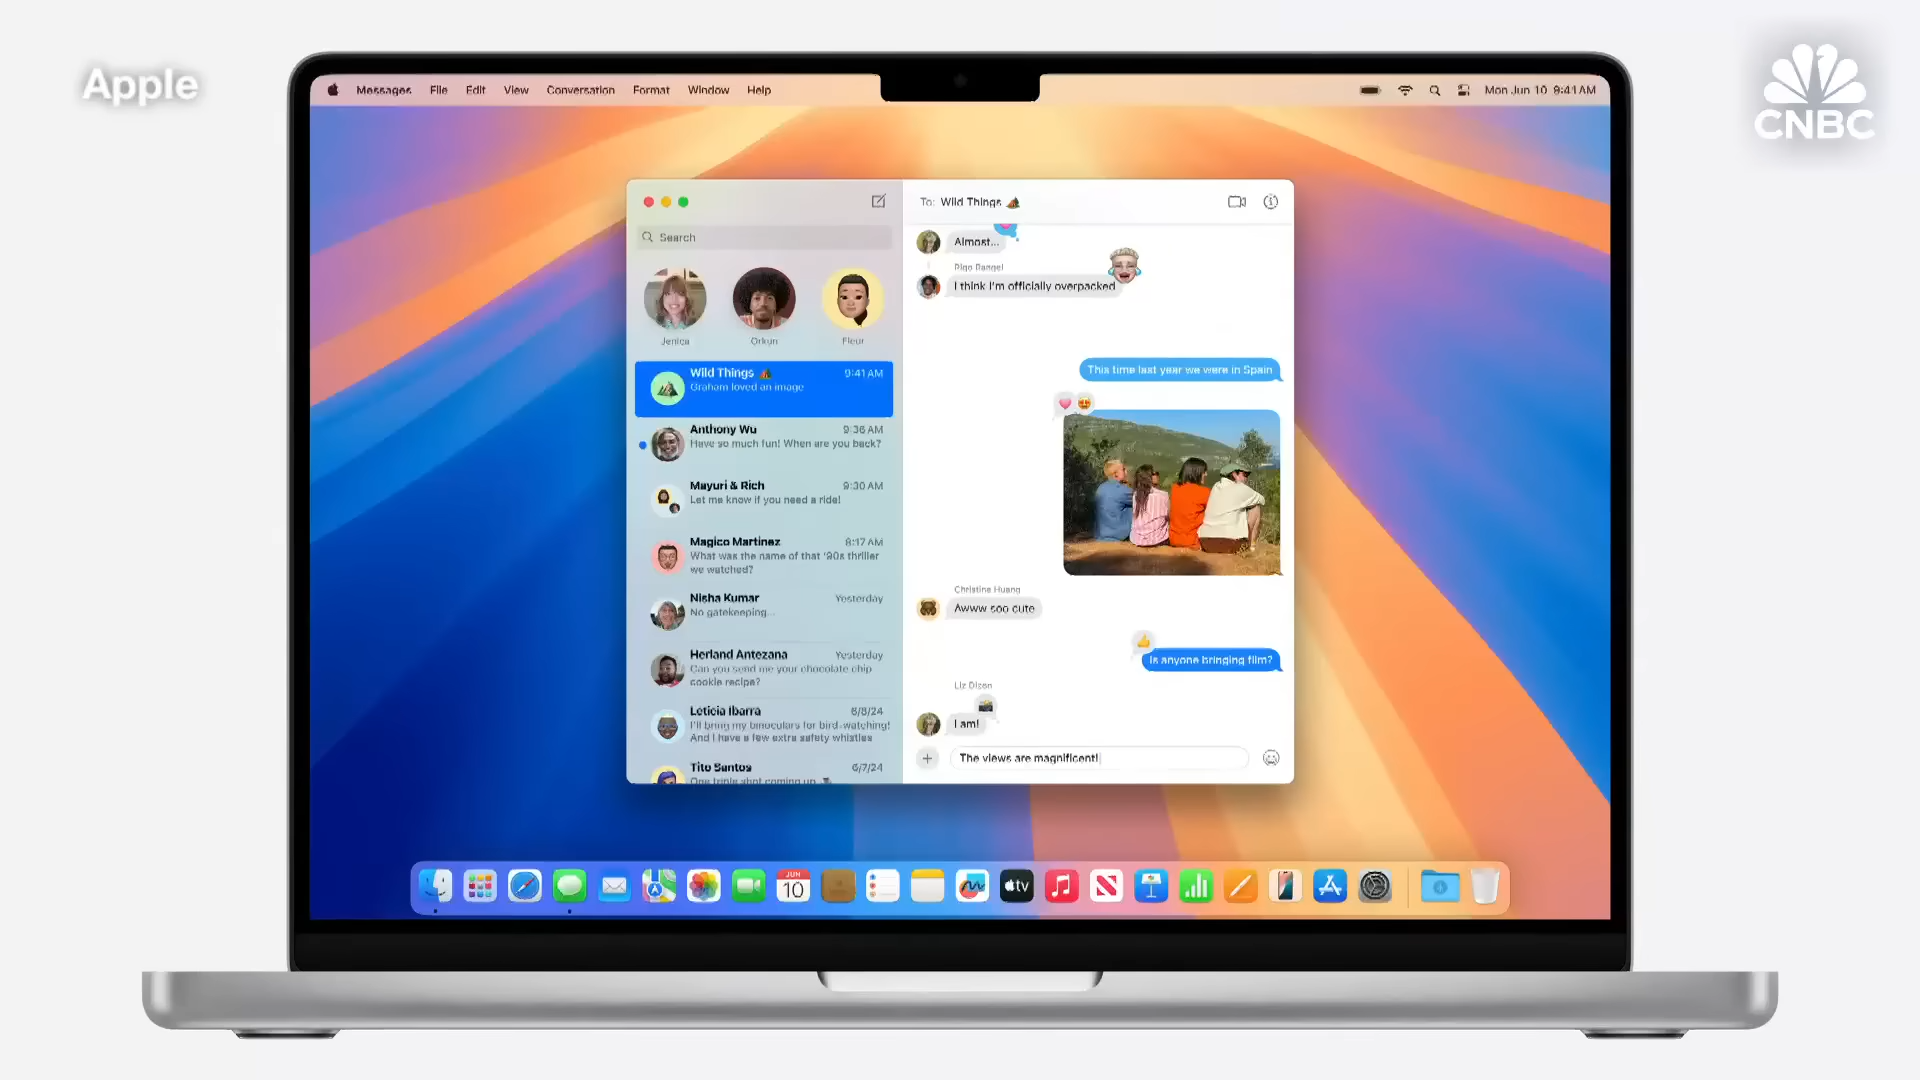 Apple
CNBC
Messages File Edit View Conversation Format Window Help
Mon Jun 10 9:41 AM
Search
Jenica Orkun Fleur
Wild Things 🏕️ 9:41 AM
Graham loved an image
Anthony Wu 9:36 AM
Have so much fun! When are you back?
Mayuri & Rich 9:30 AM
Let me know if you need a ride!
Magico Martinez 8:17 AM
What was the name of that '90s thriller
we watched?
Nisha Kumar Yesterday
No gatekeeping...
Herland Antezana Yesterday
Can you send me your chocolate chip
cookie recipe?
Leticia Ibarra 6/8/24
I'll bring my binoculars for bird-watching!
And I have a few extra safety whistles
Tito Santos 6/7/24
One triple shot coming up
To: Wild Things 🏕️
Almost...
Rigo Rangel
I think I'm officially overpacked
This time last year we were in Spain
Christine Huang
Awww soo cute
Is anyone bringing film?
Liz Dizon
I am!
The views are magnificent!
JUN
10
tv